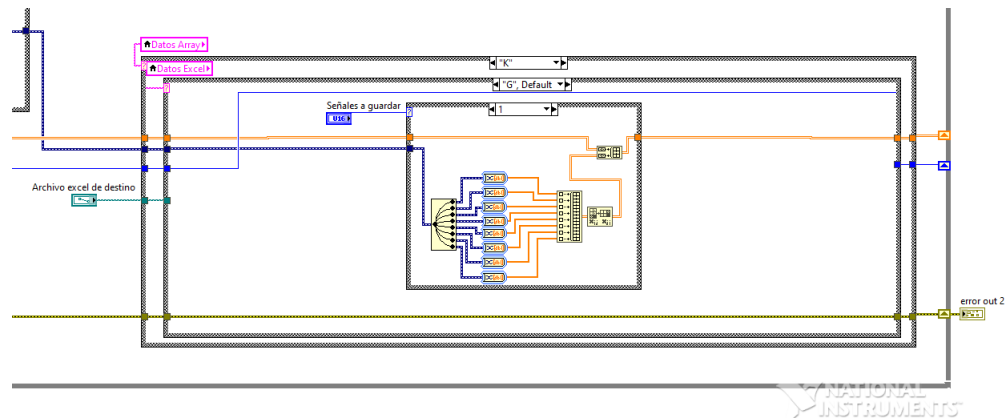 Datos Array
"K"
Datos Excel
"G", Default
Señales a guardar
1
U16
Archivo excel de destino
error out 2
NATIONAL
INSTRUMENTS